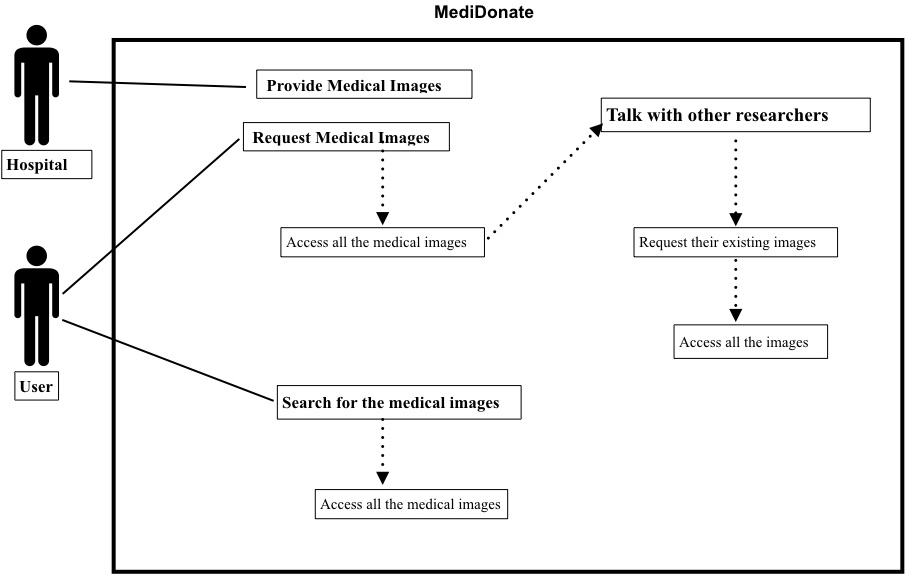 MediDonate
Provide Medical Images
Talk with other researchers
Request Medical Images
Hospital
Access all the medical images
Request their existing images
Access all the images
User
Search for the medical images
Access all the medical images